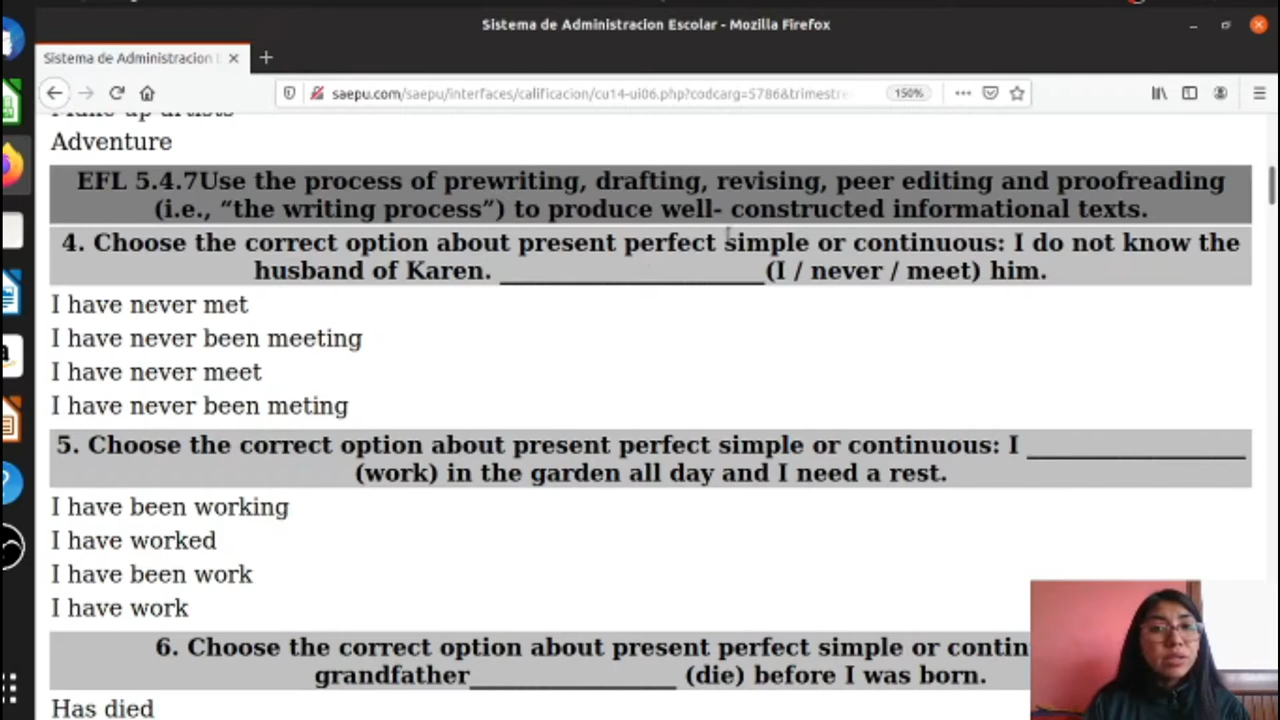 Sistema de Administracion Escolar - Mozilla Firefox
Sistema de Administracion
saepu.com/saepu/interfaces/calificacion/cu14-ui06.php?codcarg=5786&trimestre
150%
Make up artists
Adventure
EFL 5.4.7Use the process of prewriting, drafting, revising, peer editing and proofreading
(i.e., “the writing process”) to produce well- constructed informational texts.
4. Choose the correct option about present perfect simple or continuous: I do not know the
husband of Karen. ____________________(I / never / meet) him.
I have never met
I have never been meeting
I have never meet
I have never been meting
5. Choose the correct option about present perfect simple or continuous: I _________________
(work) in the garden all day and I need a rest.
I have been working
I have worked
I have been work
I have work
6. Choose the correct option about present perfect simple or contin
grandfather________________ (die) before I was born.
Has died